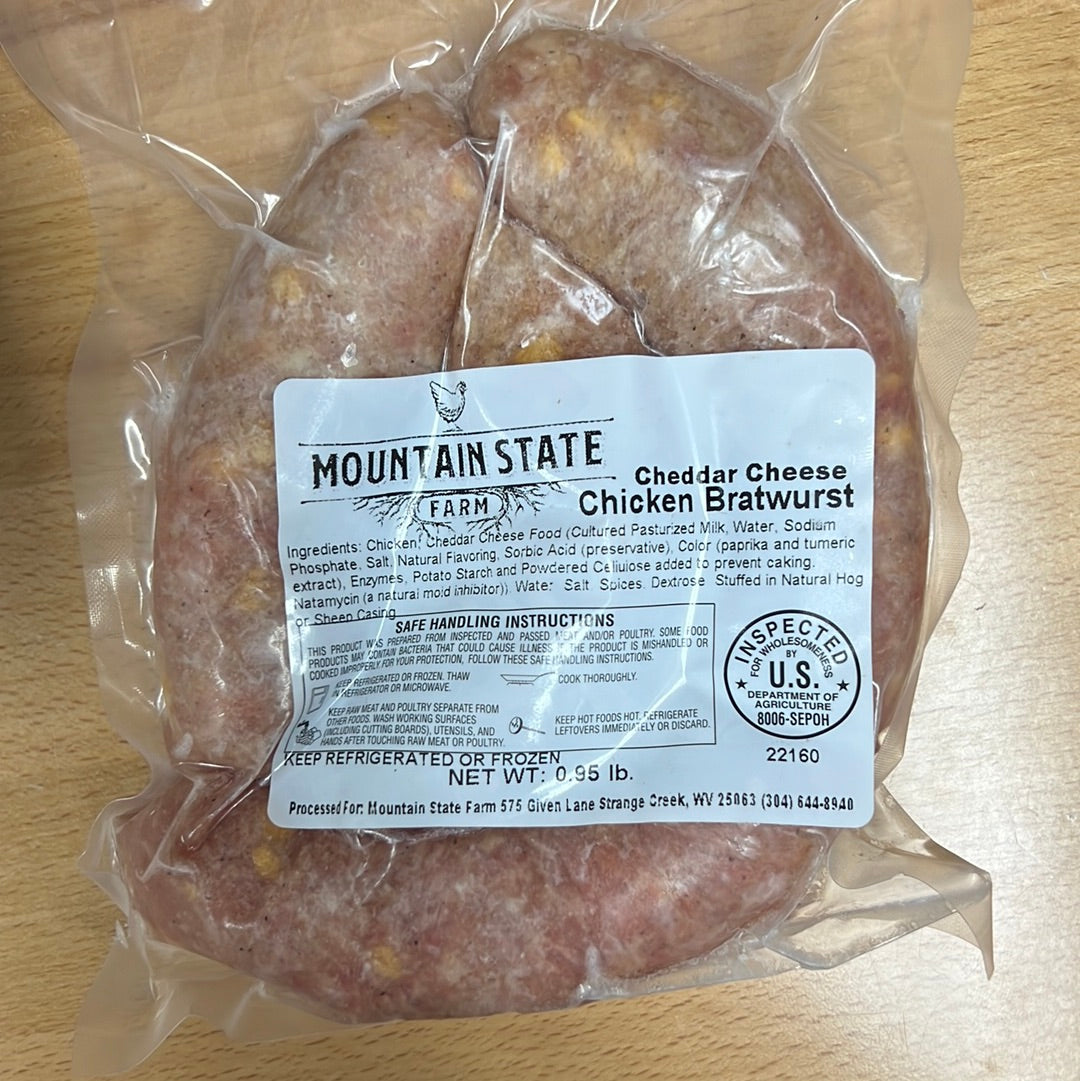 MOUNTAIN STATE
FARM
Cheddar Cheese
Chicken Bratwurst
Ingredients: Chicken, Cheddar Cheese Food (Cultured Pasturized Milk, Water, Sodium
Phosphate, Salt, Natural Flavoring, Sorbic Acid (preservative), Color (paprika and tumeric
extract), Enzymes, Potato Starch and Powdered Cellulose added to prevent caking.
Natamycin (a natural mold inhibitor)) Water Salt Spices Dextrose Stuffed in Natural Hog
or Sheep Casing
SAFE HANDLING INSTRUCTIONS
THIS PRODUCT WAS PREPARED FROM INSPECTED AND PASSED MEAT AND/OR POULTRY. SOME FOOD
PRODUCTS MAY CONTAIN BACTERIA THAT COULD CAUSE ILLNESS IF THE PRODUCT IS MISHANDLED OR
COOKED IMPROPERLY. FOR YOUR PROTECTION, FOLLOW THESE SAFE HANDLING INSTRUCTIONS.
KEEP REFRIGERATED OR FROZEN. THAW
IN REFRIGERATOR OR MICROWAVE.
COOK THOROUGHLY.
KEEP RAW MEAT AND POULTRY SEPARATE FROM
OTHER FOODS. WASH WORKING SURFACES
(INCLUDING CUTTING BOARDS), UTENSILS, AND
HANDS AFTER TOUCHING RAW MEAT OR POULTRY.
KEEP HOT FOODS HOT. REFRIGERATE
LEFTOVERS IMMEDIATELY OR DISCARD.
INSPECTED
FOR WHOLESOMENESS
BY
U.S.
DEPARTMENT OF
AGRICULTURE
8006-SEPOH
22160
KEEP REFRIGERATED OR FROZEN
NET WT: 0.95 lb.
Processed For: Mountain State Farm 575 Given Lane Strange Creek, WV 25063 (304) 644-8940